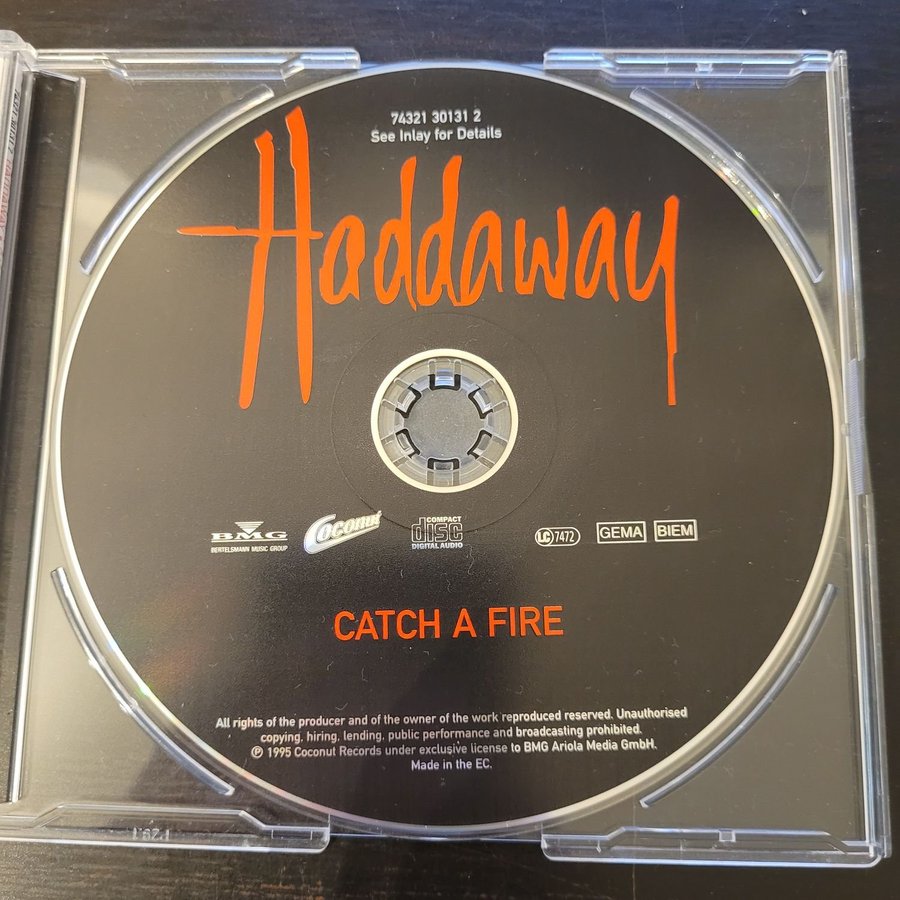 74321 30131 2
See Inlay for Details
Haddaway
BMG
BERTELSMANN MUSIC GROUP
Coconut
COMPACT
disc
DIGITAL AUDIO
LC 7472
GEMA
BIEM
CATCH A FIRE
All rights of the producer and of the owner of the work reproduced reserved. Unauthorised
copying, hiring, lending, public performance and broadcasting prohibited.
℗ 1995 Coconut Records under exclusive license to BMG Ariola Media GmbH.
Made in the EC.